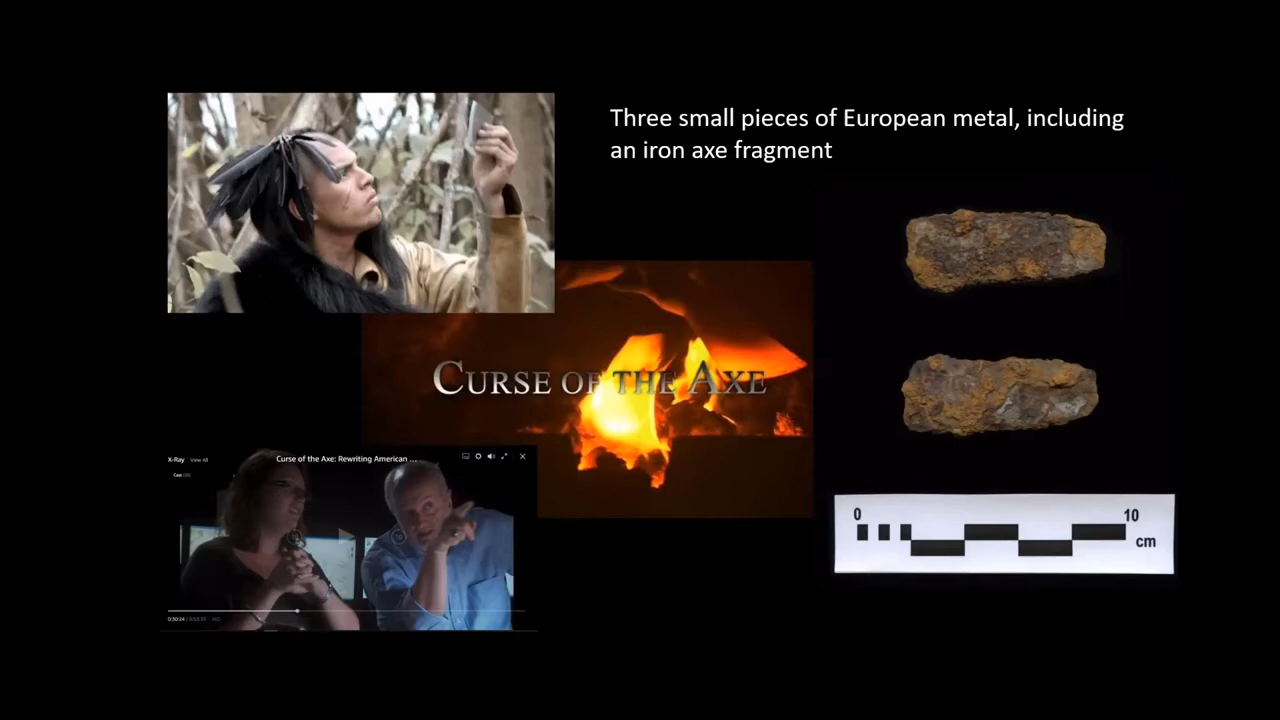 Three small pieces of European metal, including
an iron axe fragment
CURSE OF THE AXE
X-Ray View All
Curse of the Axe: Rewriting American ...
0 10
cm